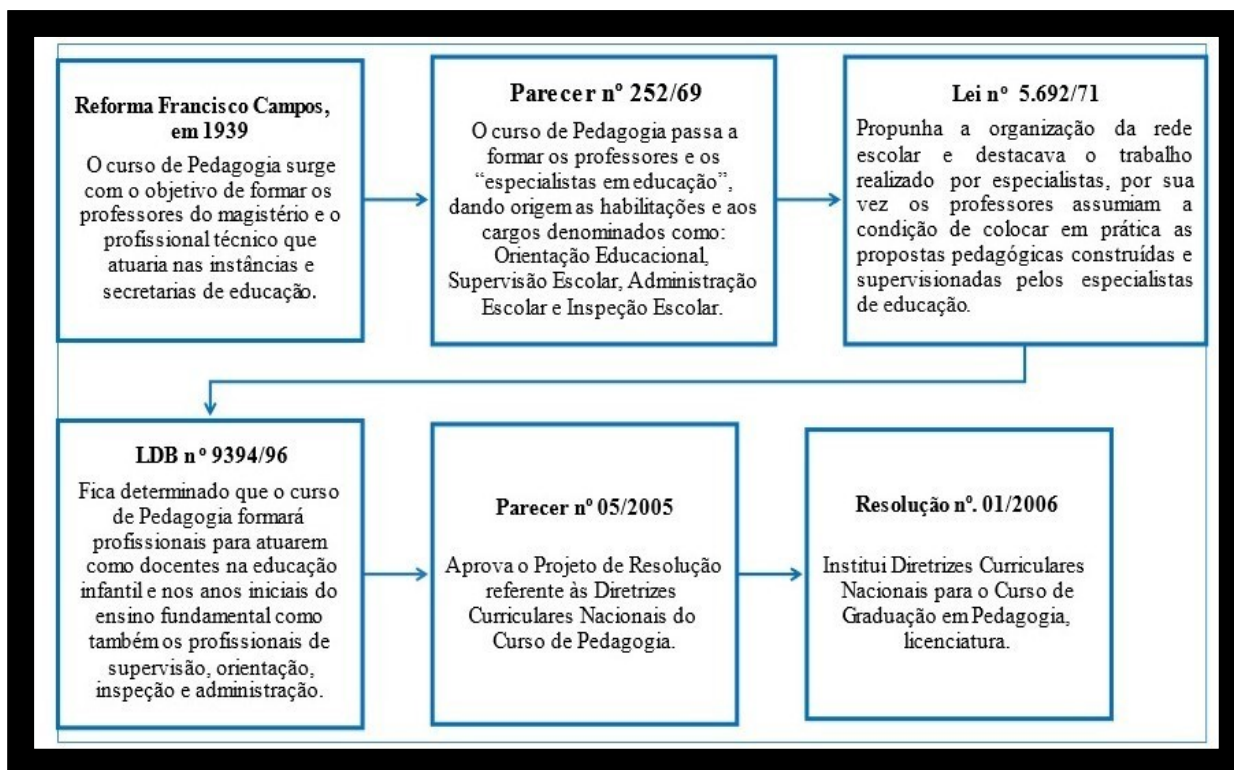 Reforma Francisco Campos,
em 1939
O curso de Pedagogia surge
com o objetivo de formar os
professores do magistério e o
profissional técnico que
atuaria nas instâncias e
secretarias de educação.
Parecer nº 252/69
O curso de Pedagogia passa a
formar os professores e os
“especialistas em educação”,
dando origem as habilitações e aos
cargos denominados como:
Orientação Educacional,
Supervisão Escolar, Administração
Escolar e Inspeção Escolar.
Lei nº 5.692/71
Propunha a organização da rede
escolar e destacava o trabalho
realizado por especialistas, por sua
vez os professores assumiam a
condição de colocar em prática as
propostas pedagógicas construídas e
supervisionadas pelos especialistas
de educação.
LDB nº 9394/96
Fica determinado que o curso
de Pedagogia formará
profissionais para atuarem
como docentes na educação
infantil e nos anos iniciais do
ensino fundamental como
também os profissionais de
supervisão, orientação,
inspeção e administração.
Parecer nº 05/2005
Aprova o Projeto de Resolução
referente às Diretrizes
Curriculares Nacionais do
Curso de Pedagogia.
Resolução nº. 01/2006
Institui Diretrizes Curriculares
Nacionais para o Curso de
Graduação em Pedagogia,
licenciatura.